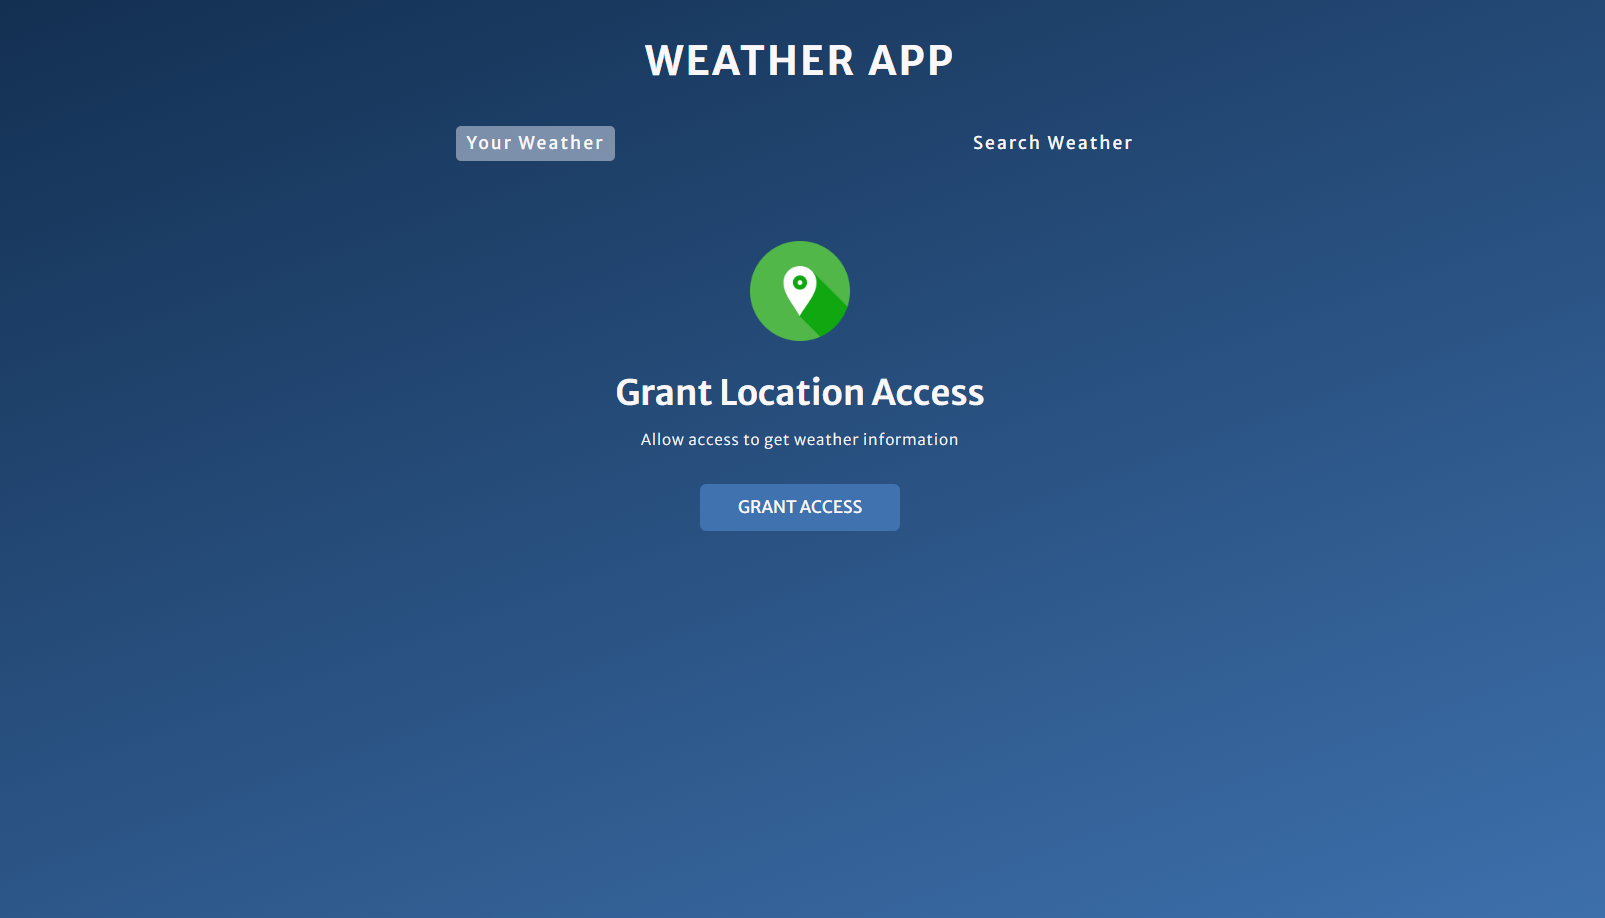 WEATHER APP
Your Weather
Search Weather
Grant Location Access
Allow access to get weather information
GRANT ACCESS